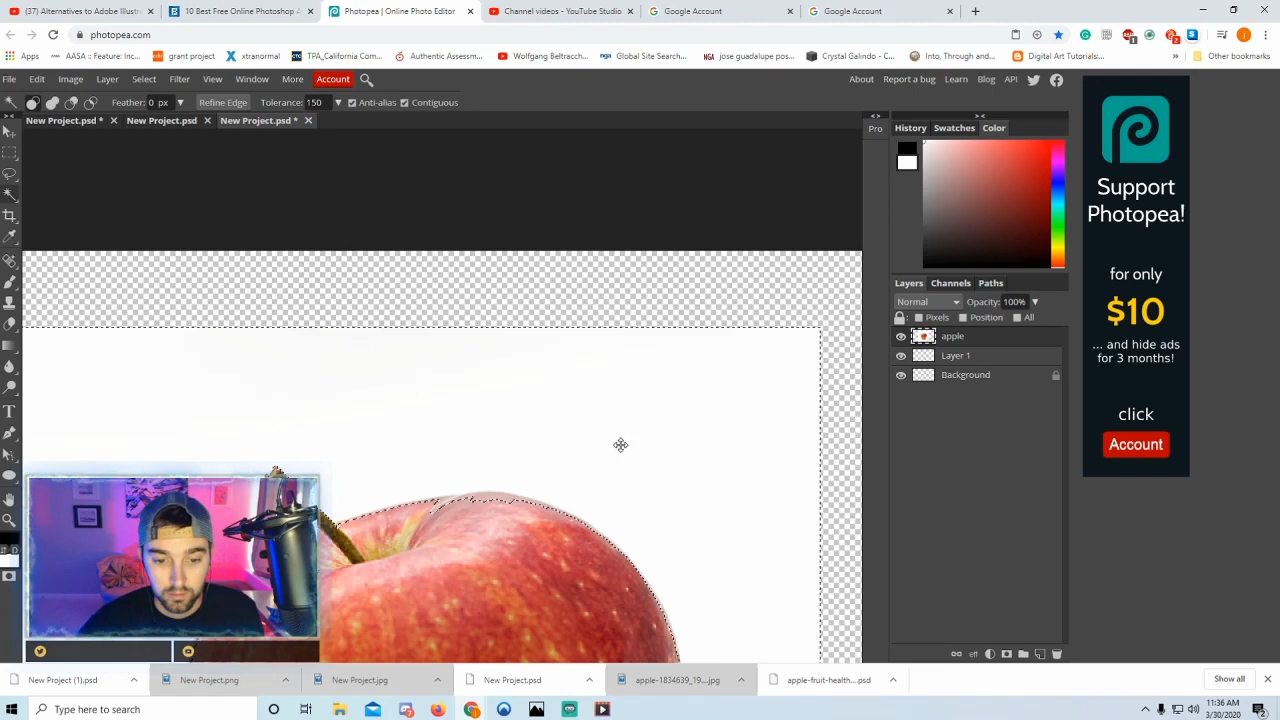 (37) Alternatives to Adobe Illust
10 Best Free Online Photoshop A
Photopea | Online Photo Editor
Channel videos - YouTube Studio
Google Account
Google Account
photopea.com
Apps
AASA :: Feature: Inc...
grant project
xtranormal
TPA_California Com...
Authentic Assessm...
Wolfgang Beltracch...
Global Site Search...
jose guadalupe pos...
Crystal Galindo - C...
Into, Through and...
Digital Art Tutorials:...
Other bookmarks
File Edit Image Layer Select Filter View Window More Account
About Report a bug Learn Blog API
Feather: 0 px Refine Edge Tolerance: 150 Anti-alias Contiguous
New Project.psd *
New Project.psd
New Project.psd *
Pro
History Swatches Color
Layers Channels Paths
Normal Opacity: 100%
Pixels Position All
apple
Layer 1
Background
eff
Support
Photopea!
for only
$10
... and hide ads
for 3 months!
click
Account
New Project (1).psd
New Project.png
New Project.jpg
New Project.psd
apple-1834639_19....jpg
apple-fruit-health....psd
Show all
Type here to search
11:36 AM
3/30/2020